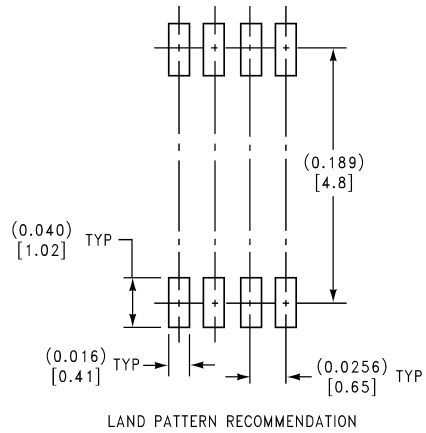 (0.189)
[4.8]
(0.040) TYP
[1.02]
(0.016) TYP
[0.41]
(0.0256) TYP
[0.65]
LAND PATTERN RECOMMENDATION